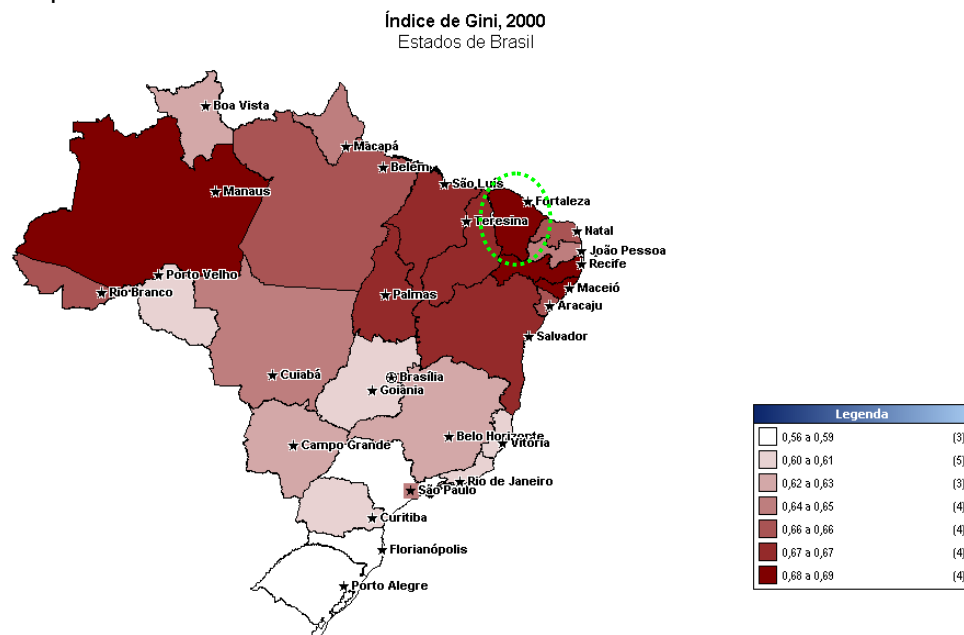 Índice de Gini, 2000
Estados de Brasil
Boa Vista
Macapá
Belém
São Luís
Fortaleza
Manaus
Teresina
Natal
João Pessoa
Recife
Porto Velho
Maceió
Rio Branco
Palmas
Aracaju
Salvador
Cuiabá
Brasília
Goiânia
Belo Horizonte
Vitória
Campo Grande
Rio de Janeiro
São Paulo
Curitiba
Florianópolis
Porto Alegre
Legenda
0,56 a 0,59 (3)
0,60 a 0,61 (5)
0,62 a 0,63 (3)
0,64 a 0,65 (4)
0,66 a 0,66 (4)
0,67 a 0,67 (4)
0,68 a 0,69 (4)